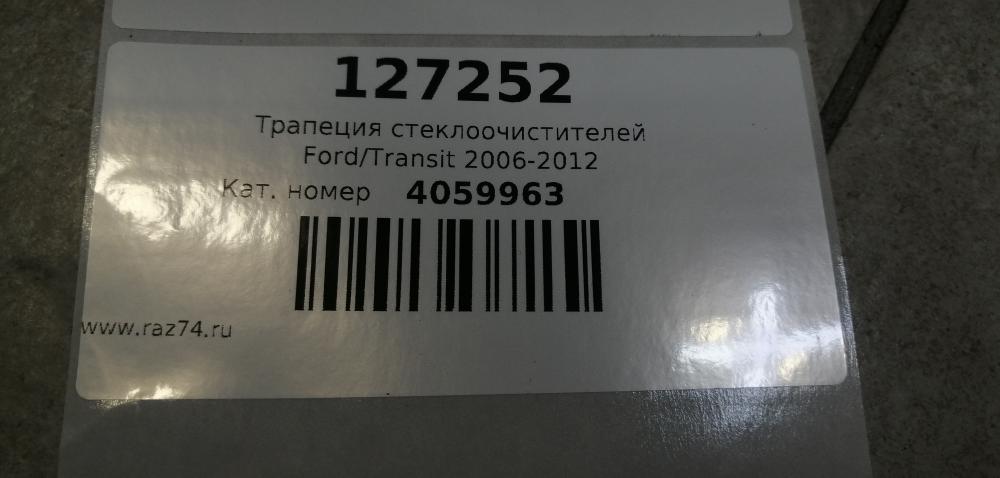 127252
Трапеция стеклоочистителей
Ford/Transit 2006-2012
Кат. номер 4059963
www.raz74.ru